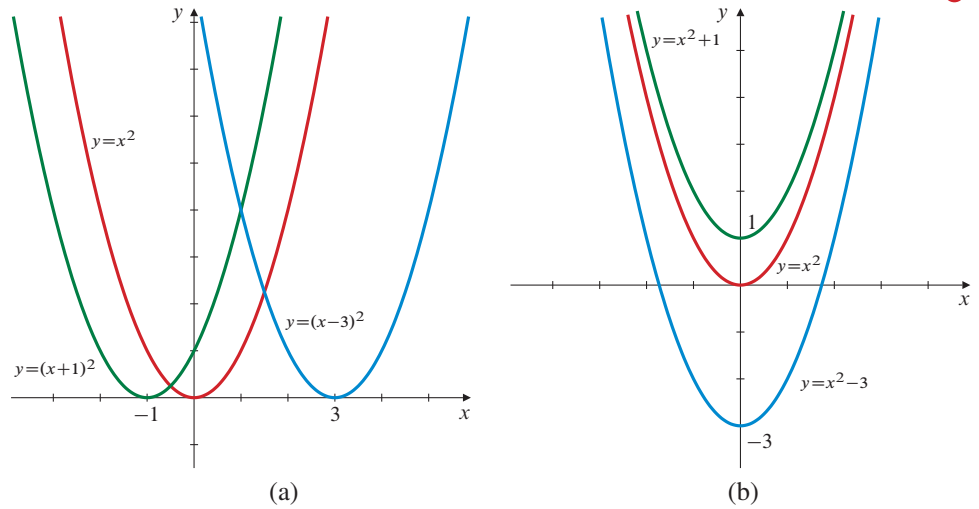 y
y=x²
y=(x−3)²
y=(x+1)²
−1
3
x
(a)
y
y=x²+1
1
y=x²
x
y=x²−3
−3
(b)